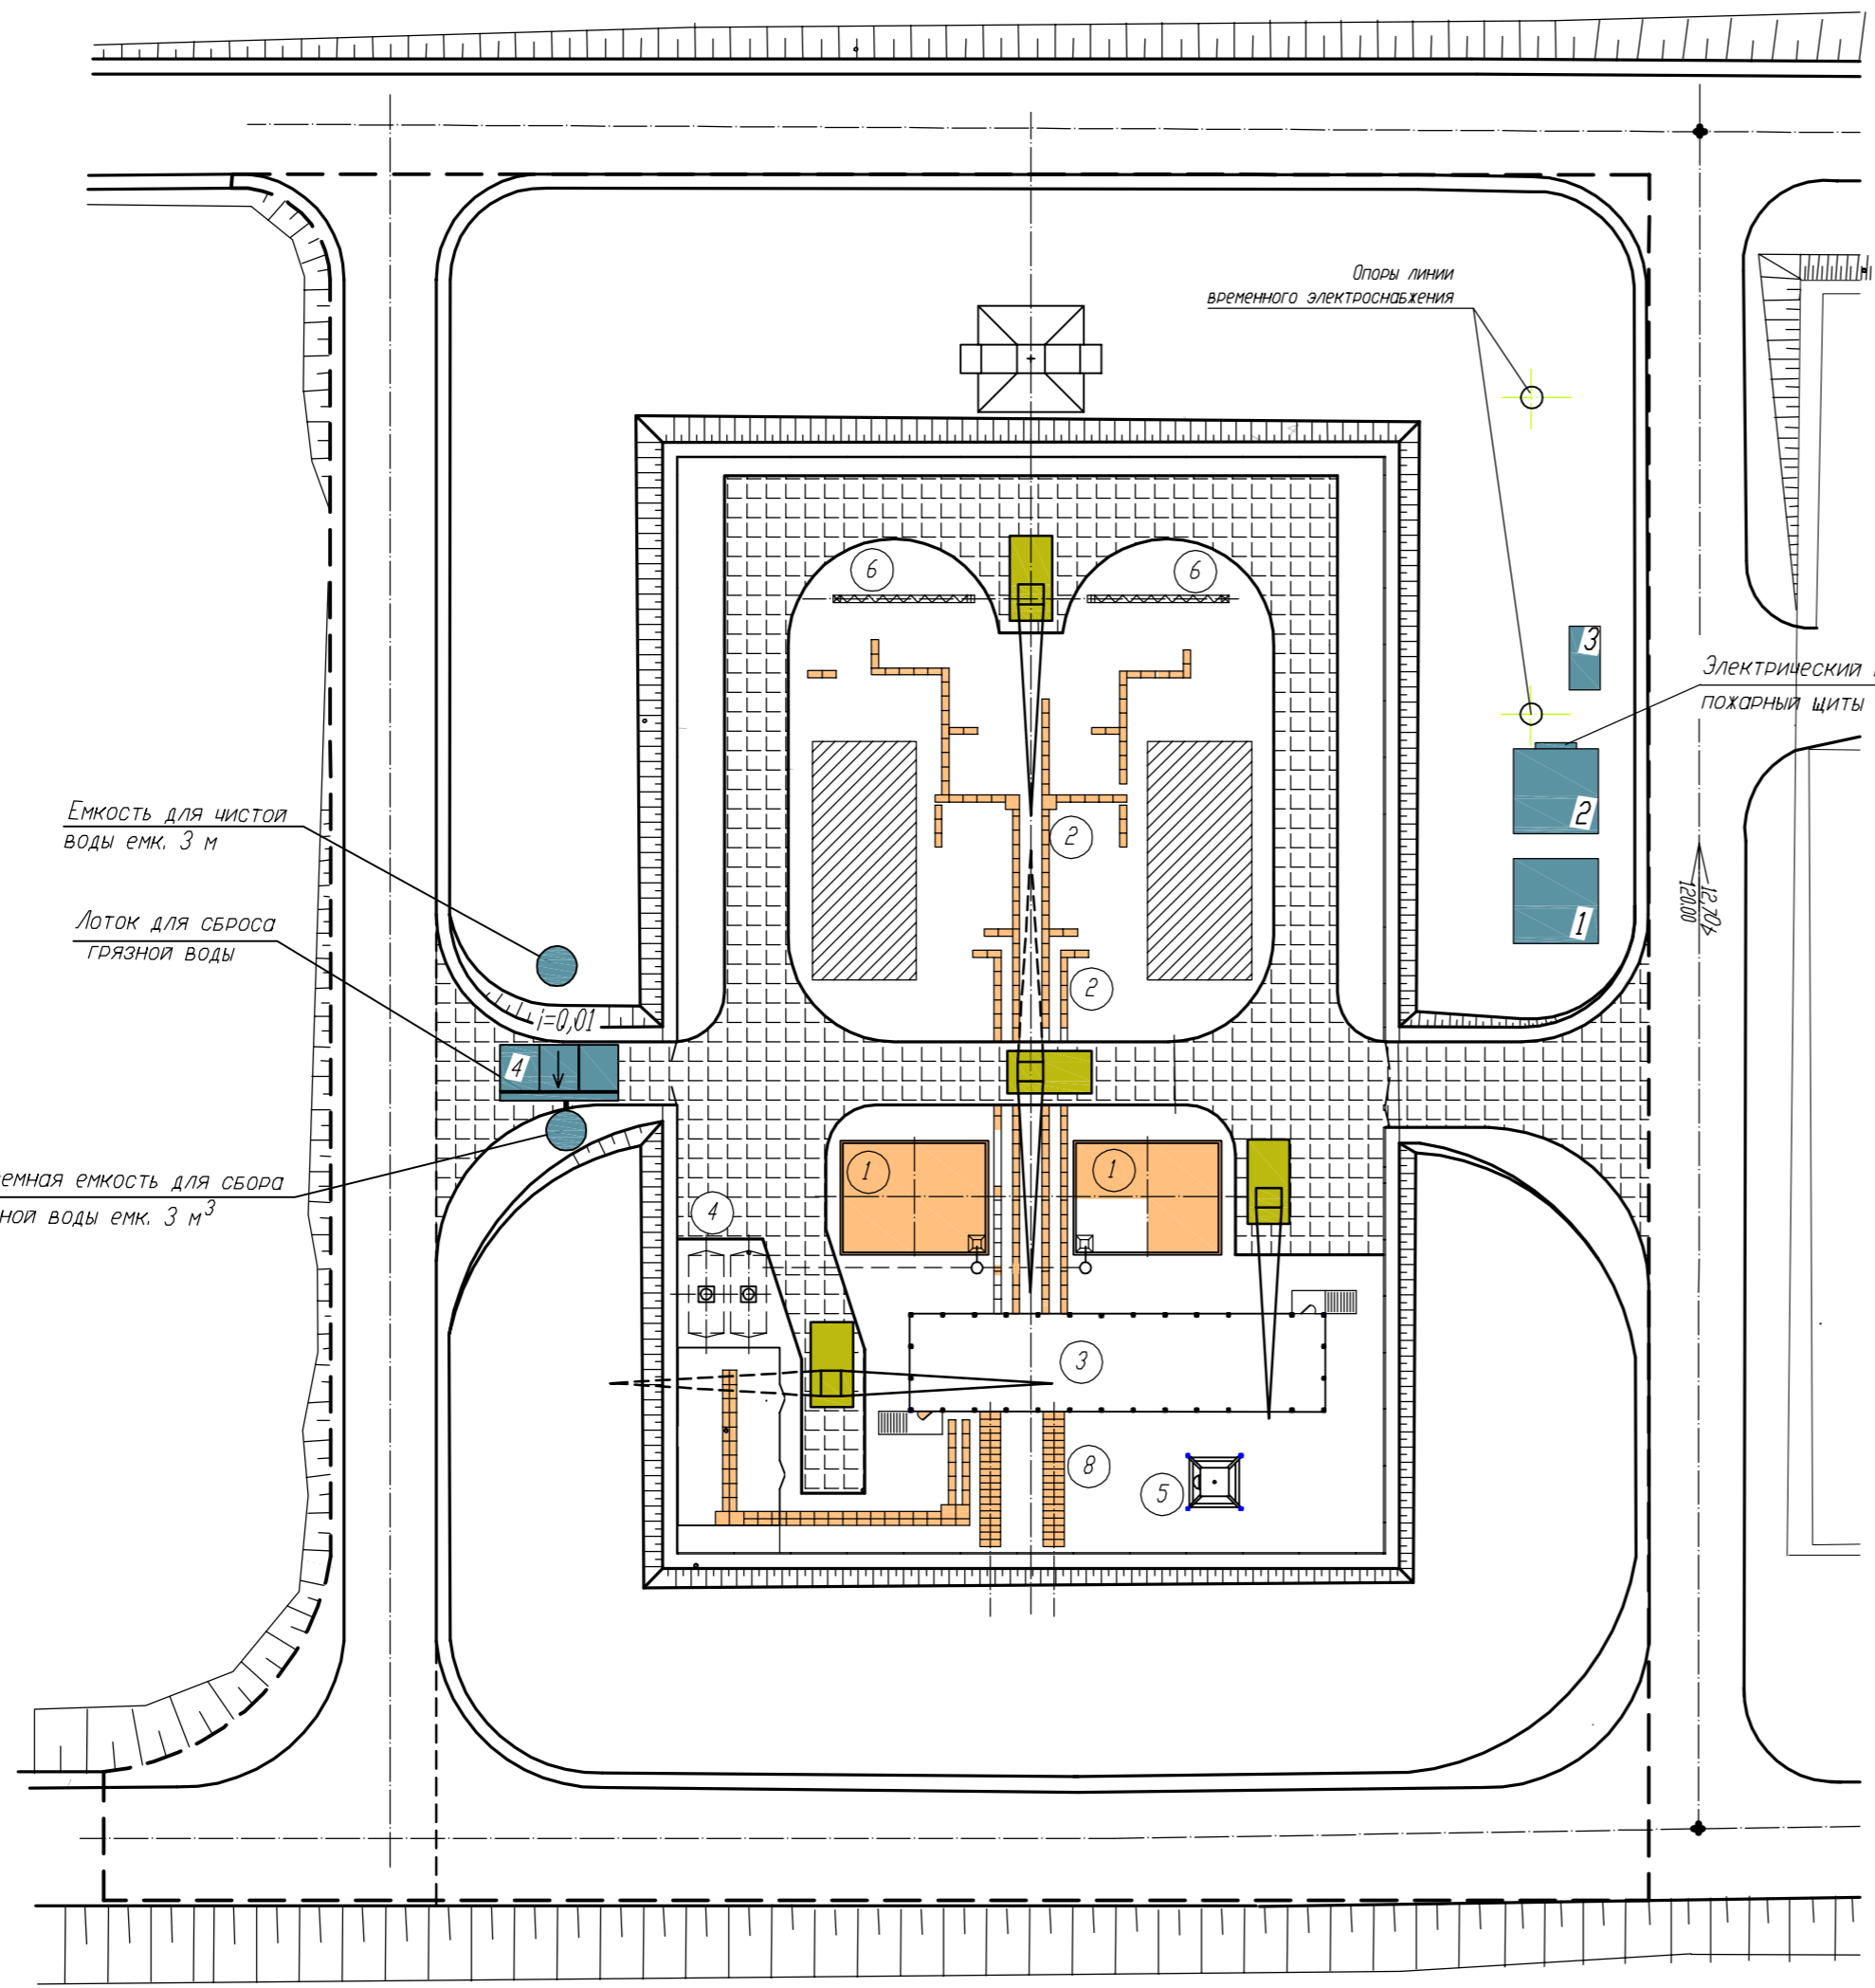 Опоры линии
временного электроснабжения
6
6
3
Электрический
пожарный щиты
2
1
12,70
120.00
40
Емкость для чистой
воды емк. 3 м
Лоток для сброса
грязной воды
2
2
i=0,01
4
1
1
емная емкость для сбора
ной воды емк. 3 м³
4
3
8
5